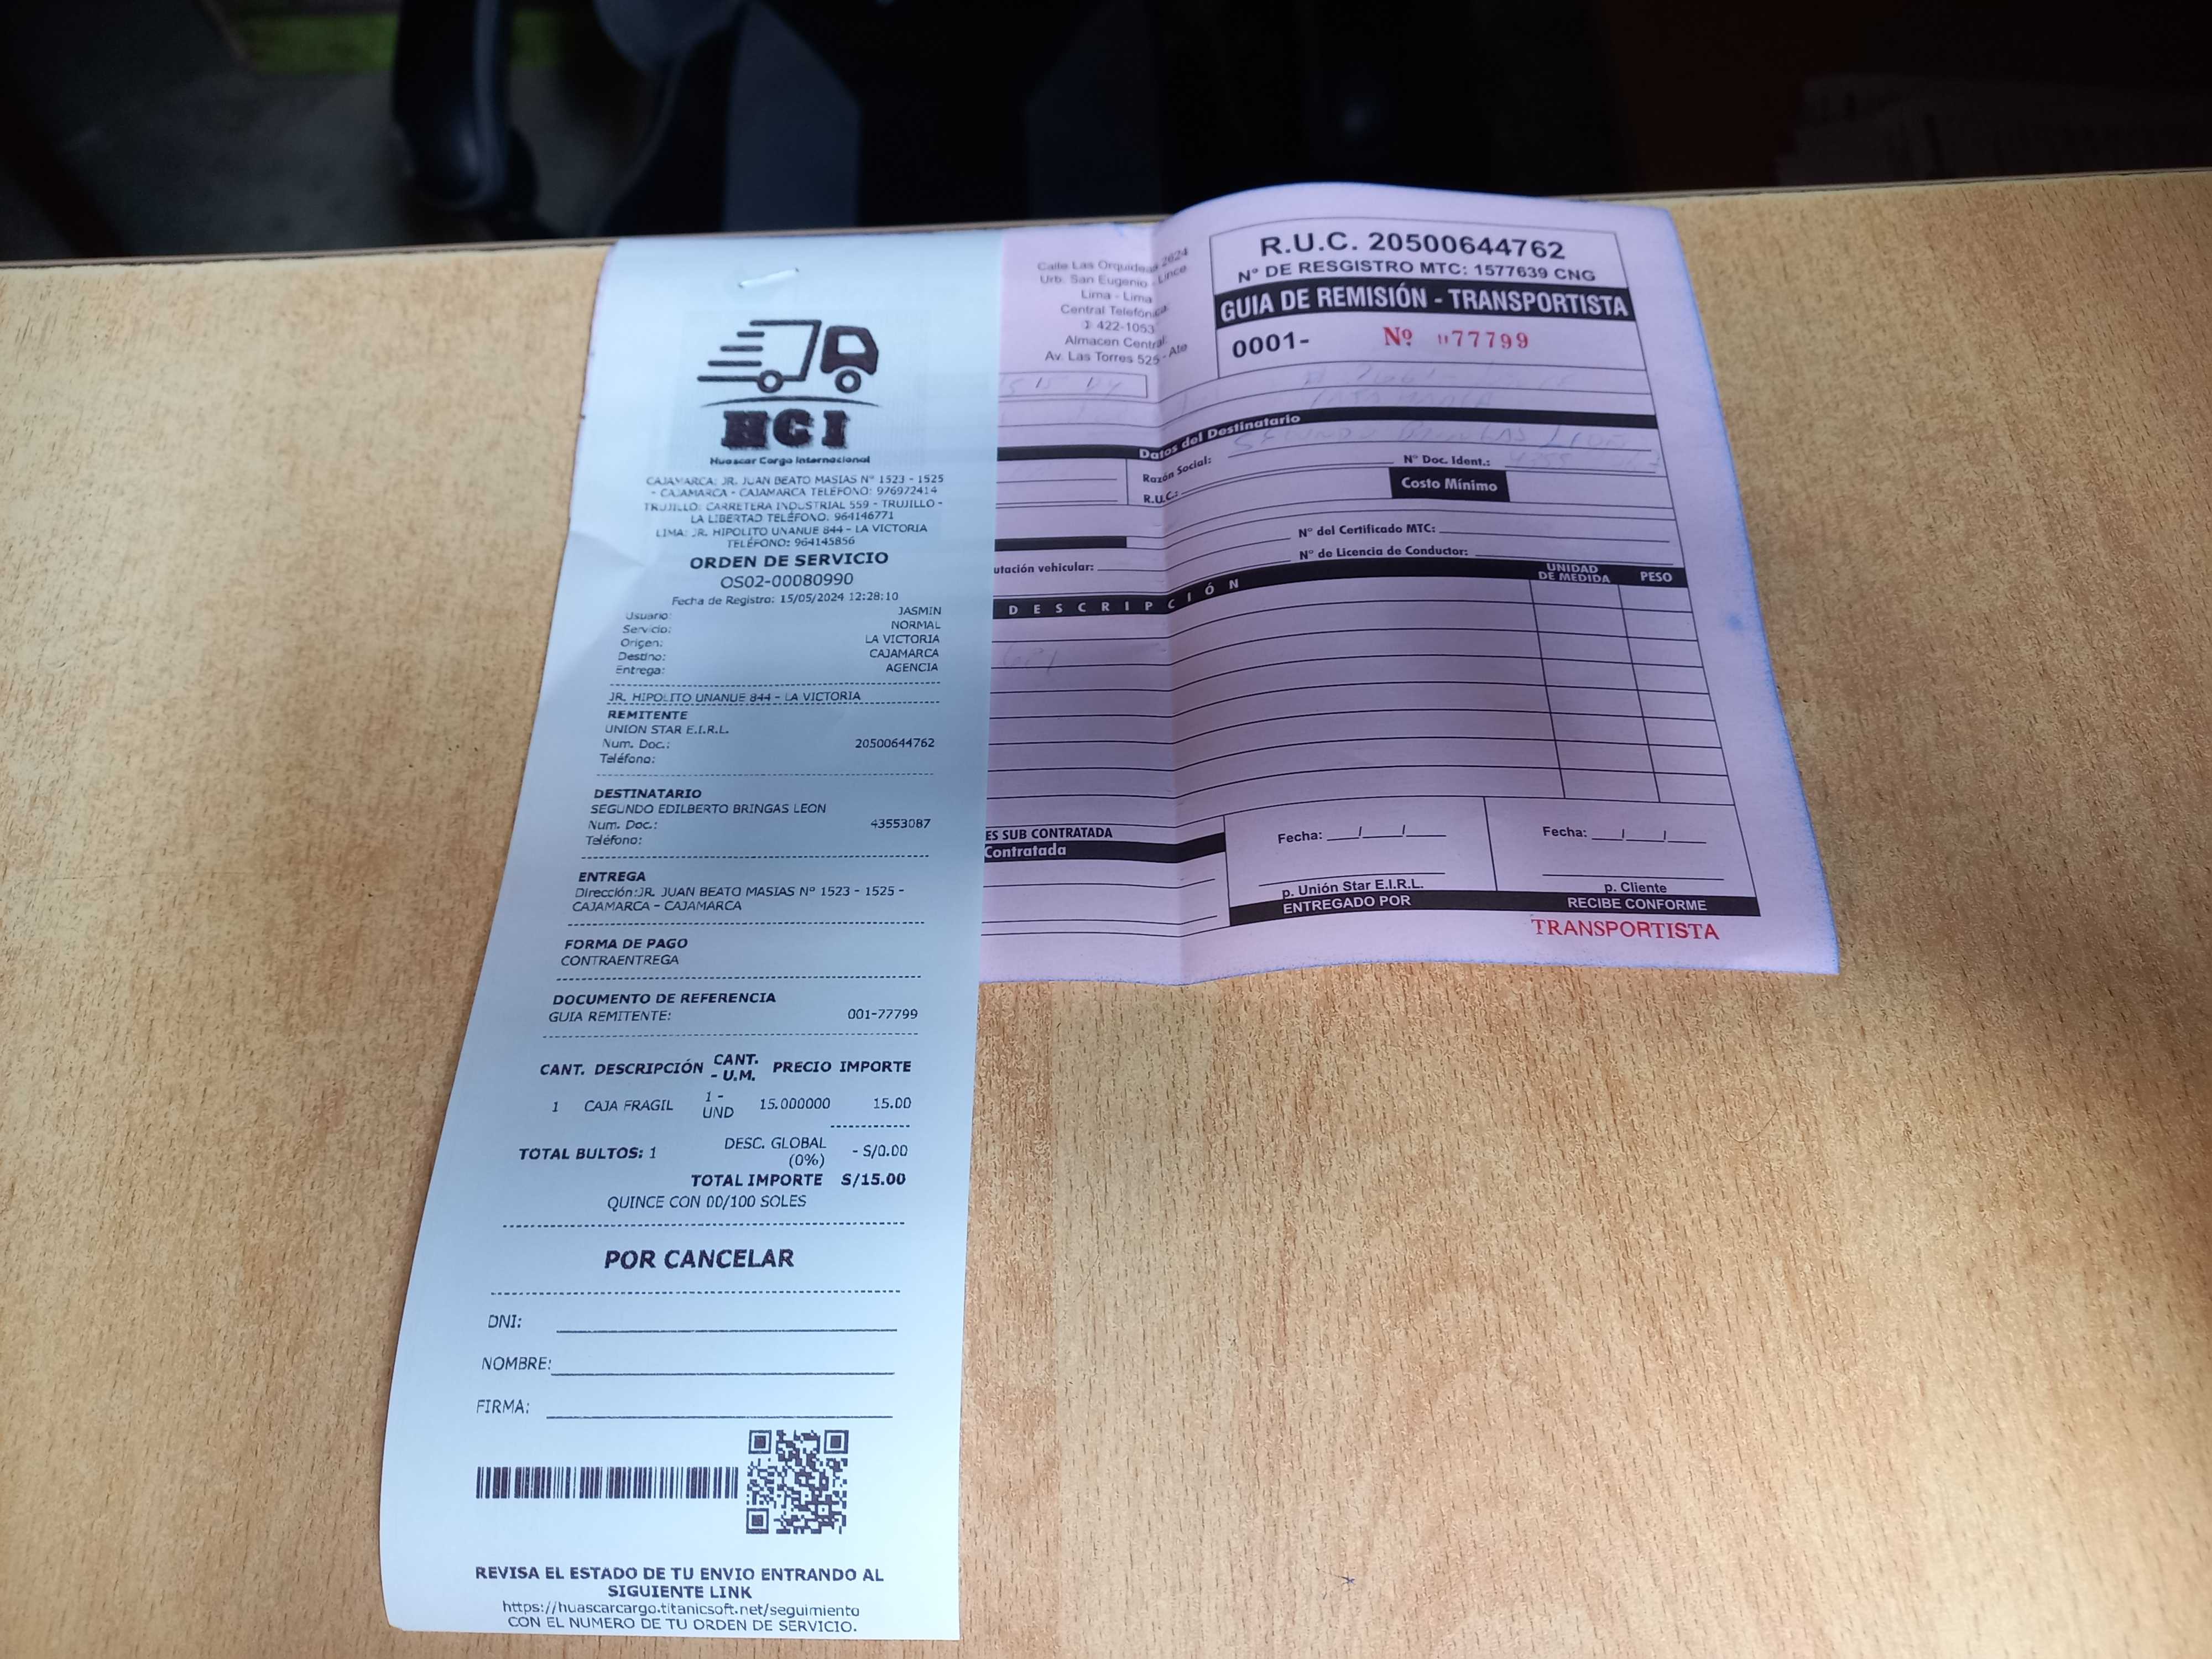 HCI
Huascar Cargo Internacional
CAJAMARCA: JR. JUAN BEATO MASIAS Nº 1523 - 1525
- CAJAMARCA - CAJAMARCA TELÉFONO: 976972414
TRUJILLO: CARRETERA INDUSTRIAL 559 - TRUJILLO -
LA LIBERTAD TELÉFONO: 964146771
LIMA: JR. HIPOLITO UNANUE 844 - LA VICTORIA
TELÉFONO: 964145856
ORDEN DE SERVICIO
OS02-00080990
Fecha de Registro: 15/05/2024 12:28:10
Usuario: JASMIN
Servicio: NORMAL
Origen: LA VICTORIA
Destino: CAJAMARCA
Entrega: AGENCIA
JR. HIPOLITO UNANUE 844 - LA VICTORIA
REMITENTE
UNION STAR E.I.R.L.
Num. Doc.: 20500644762
Teléfono:
DESTINATARIO
SEGUNDO EDILBERTO BRINGAS LEON
Num. Doc.: 43553087
Teléfono:
ENTREGA
Dirección:JR. JUAN BEATO MASIAS Nº 1523 - 1525 -
CAJAMARCA - CAJAMARCA
FORMA DE PAGO
CONTRAENTREGA
DOCUMENTO DE REFERENCIA
GUIA REMITENTE: 001-77799
CANT. DESCRIPCIÓN CANT. - U.M. PRECIO IMPORTE
1 CAJA FRAGIL 1 - UND 15.000000 15.00
TOTAL BULTOS: 1 DESC. GLOBAL (0%) - S/0.00
TOTAL IMPORTE S/15.00
QUINCE CON 00/100 SOLES
POR CANCELAR
DNI:
NOMBRE:
FIRMA:
REVISA EL ESTADO DE TU ENVIO ENTRANDO AL
SIGUIENTE LINK
https://huascarcargo.titanicsoft.net/seguimiento
CON EL NUMERO DE TU ORDEN DE SERVICIO.
Calle Las Orquideas 2624
Urb. San Eugenio - Lince
Lima - Lima
Central Telefónica
422-1053
Almacen Central:
Av. Las Torres 525 - Ate
R.U.C. 20500644762
Nº DE RESGISTRO MTC: 1577639 CNG
GUIA DE REMISIÓN - TRANSPORTISTA
0001- Nº 077799
Datos del Destinatario
Razón Social:
Nº Doc. Ident.:
R.U.C.:
Costo Mínimo
Nº del Certificado MTC:
Nº de Licencia de Conductor:
utación vehicular:
DESCRIPCIÓN
UNIDAD DE MEDIDA
PESO
ES SUB CONTRATADA
Contratada
Fecha: __/__/__
p. Unión Star E.I.R.L.
ENTREGADO POR
Fecha: __/__/__
p. Cliente
RECIBE CONFORME
TRANSPORTISTA